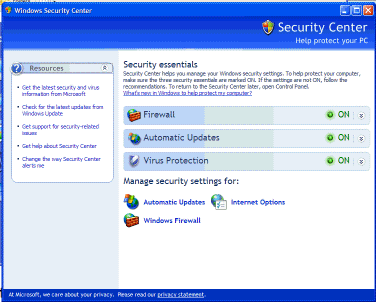 Windows Security Center
Security Center
Help protect your PC
Resources
Get the latest security and virus
information from Microsoft
Check for the latest updates from
Windows Update
Get support for security-related
issues
Get help about Security Center
Change the way Security Center
alerts me
Security essentials
Security Center helps you manage your Windows security settings. To help protect your computer,
make sure the three security essentials are marked ON. If the settings are not ON, follow the
recommendations. To return to the Security Center later, open Control Panel.
What's new in Windows to help protect my computer?
Firewall ON
Automatic Updates ON
Virus Protection ON
Manage security settings for:
Automatic Updates Internet Options
Windows Firewall
At Microsoft, we care about your privacy. Please read our privacy statement.